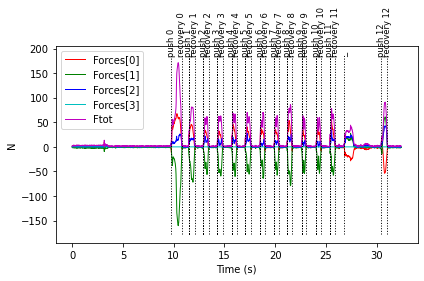 push 0
recovery 0
push 1
recovery 1
push 2
recovery 2
push 3
recovery 3
push 4
recovery 4
push 5
recovery 5
push 6
recovery 6
push 7
recovery 7
push 8
recovery 8
push 9
recovery 9
push 10
recovery 10
push 11
recovery 11
push 12
recovery 12
200
150
100
50
0
−50
−100
−150
N
Forces[0]
Forces[1]
Forces[2]
Forces[3]
Ftot
0 5 10 15 20 25 30
Time (s)